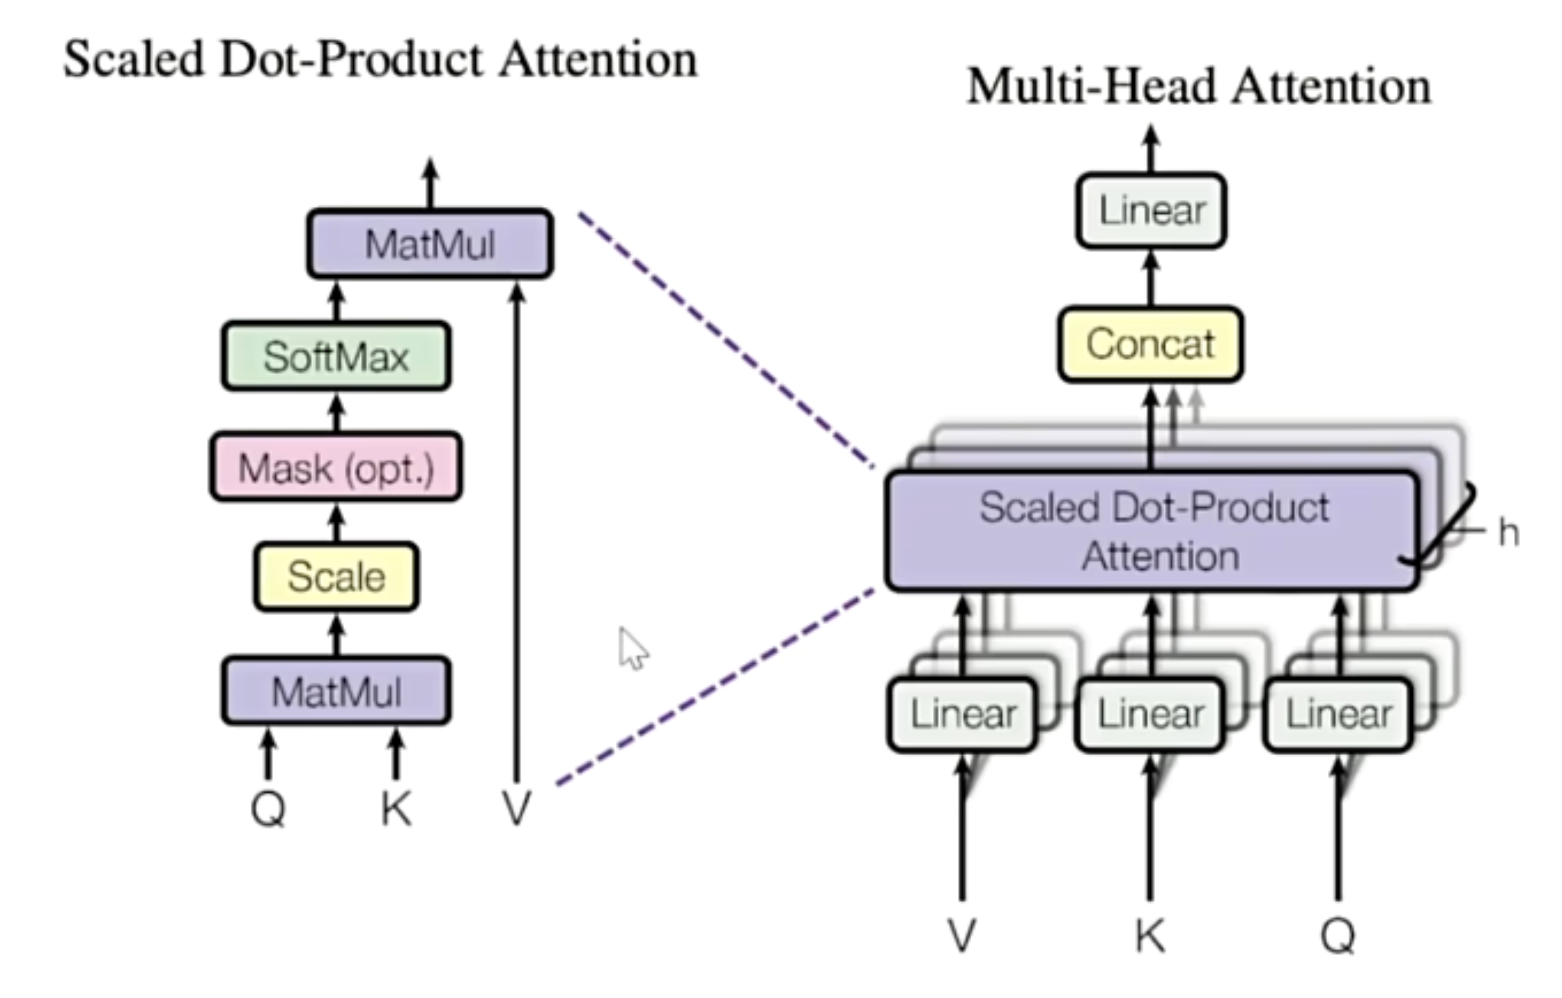 Scaled Dot-Product Attention
MatMul
SoftMax
Mask (opt.)
Scale
MatMul
Q K V
Multi-Head Attention
Linear
Concat
Scaled Dot-Product
Attention
h
Linear Linear Linear
V K Q